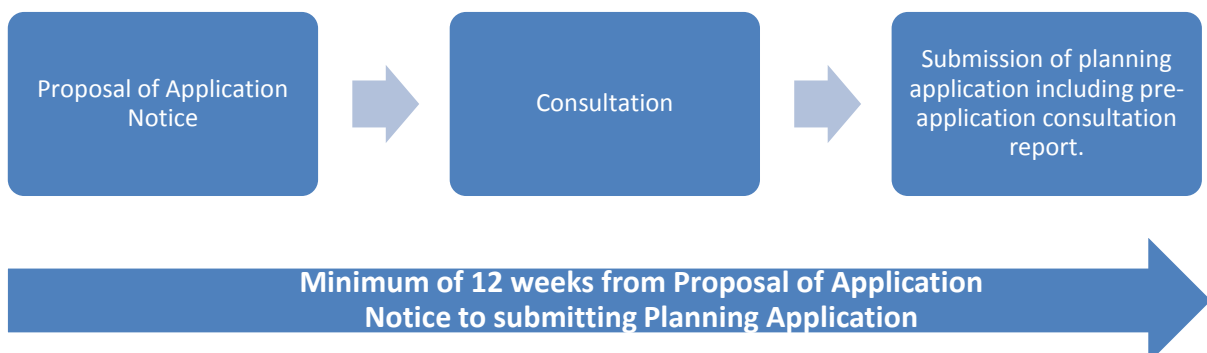 Proposal of Application
Notice
Consultation
Submission of planning
application including pre-
application consultation
report.
Minimum of 12 weeks from Proposal of Application
Notice to submitting Planning Application